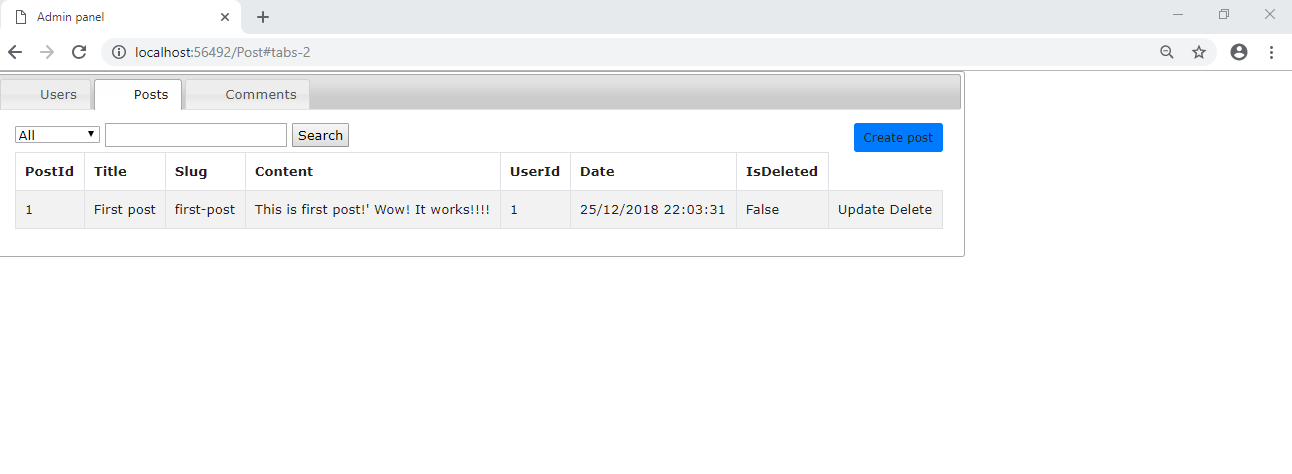 Admin panel
localhost:56492/Post#tabs-2
Users Posts Comments
All Search Create post
PostId Title Slug Content UserId Date IsDeleted
1 First post first-post This is first post!' Wow! It works!!!! 1 25/12/2018 22:03:31 False Update Delete